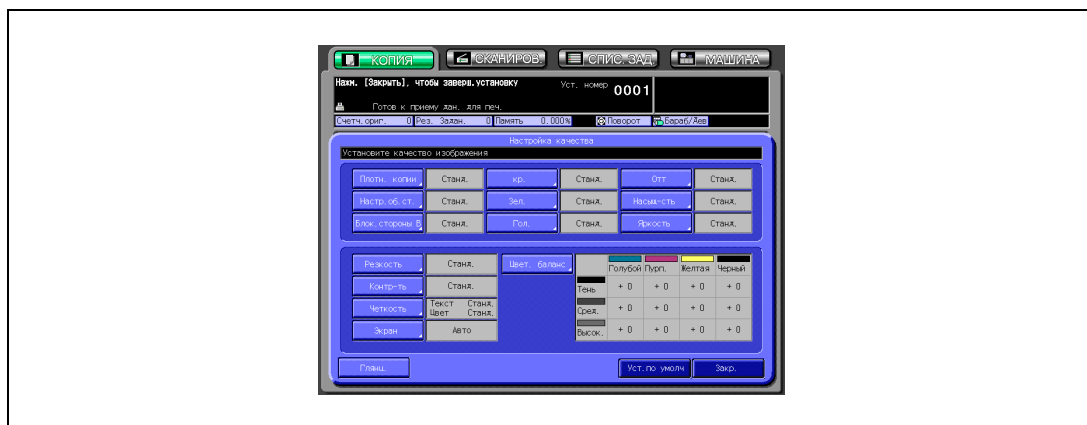 КОПИЯ СКАНИРОВ. СПИС. ЗАД. МАШИНА
Нажм. [Закрыть], чтобы заверш.установку Уст. номер 0001
Готов к приему дан. для печ.
Счетч.ориг. 0 Рез. Задан. 0 Память 0.000% Поворот Бараб/Дев
Настройка качества
Установите качество изображения
Плотн. копии Станд. кр. Станд. Отт Станд.
Настр.об.ст. Станд. Зел. Станд. Насыщ-сть Станд.
Блок.стороны В Станд. Гол. Станд. Яркость Станд.
Резкость Станд. Цвет. баланс Голубой Пурп. Желтая Черный
Контр-ть Станд. Тень + 0 + 0 + 0 + 0
Четкость Текст Станд. Цвет Станд. Сред. + 0 + 0 + 0 + 0
Экран Авто Высок. + 0 + 0 + 0 + 0
Глянц. Уст.по умолч Закр.